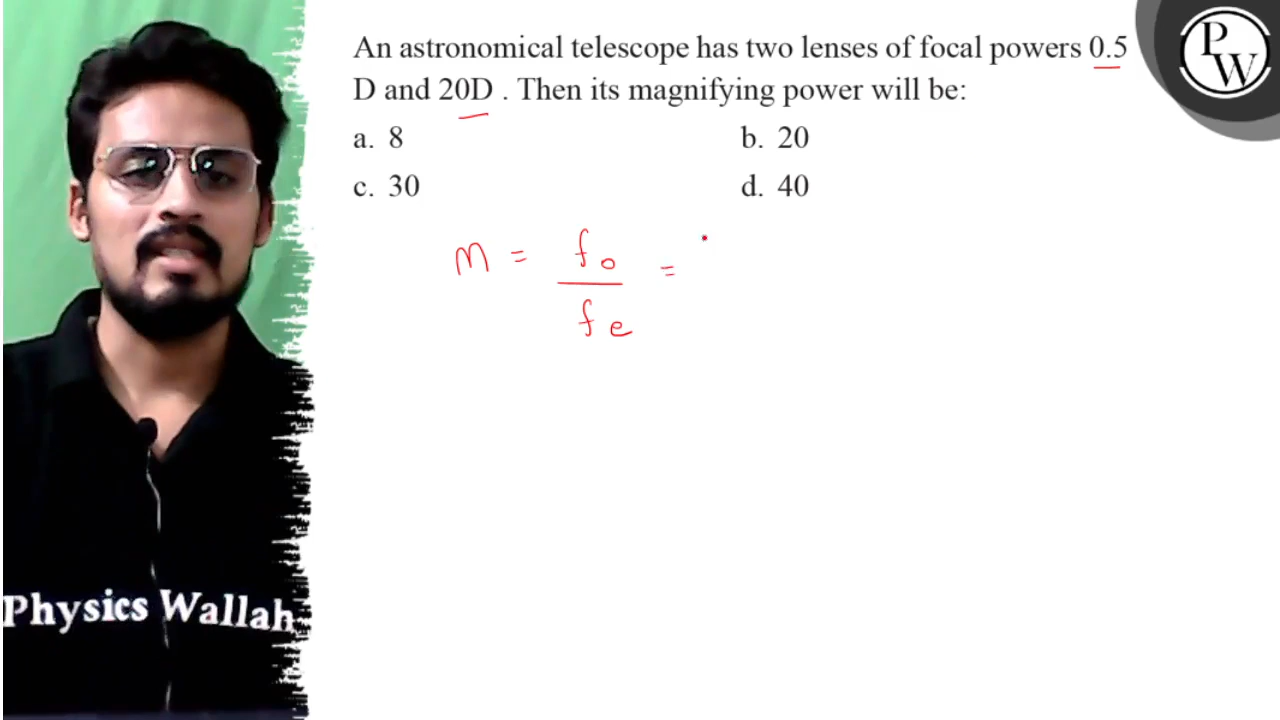 An astronomical telescope has two lenses of focal powers 0.5
D and 20D . Then its magnifying power will be:
a. 8
b. 20
c. 30
d. 40
m = fo / fe =
P
W
Physics Wallah